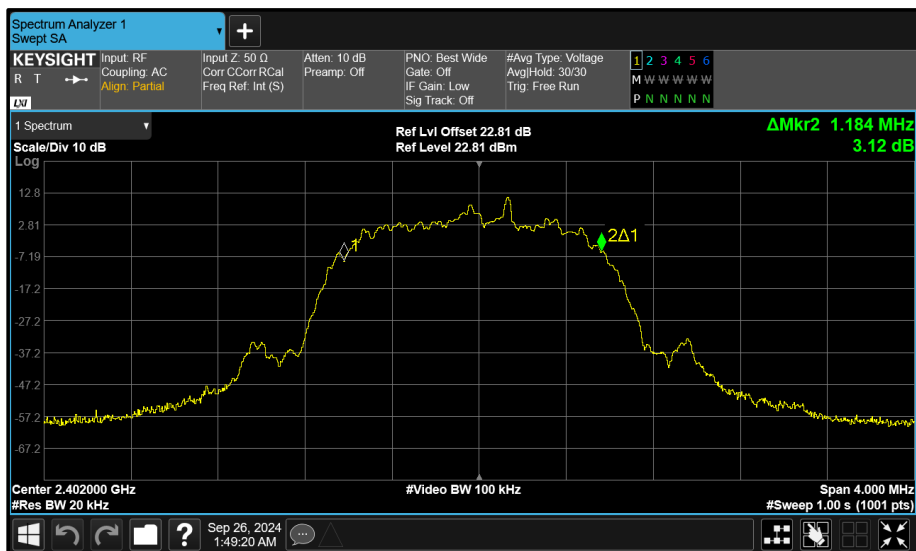 Spectrum Analyzer 1
Swept SA
▼
+
KEYSIGHT
R T
LXI
Input: RF
Coupling: AC
Align: Partial
Input Z: 50 Ω
Corr CCorr RCal
Freq Ref: Int (S)
Atten: 10 dB
Preamp: Off
PNO: Best Wide
Gate: Off
IF Gain: Low
Sig Track: Off
#Avg Type: Voltage
Avg|Hold: 30/30
Trig: Free Run
1 2 3 4 5 6
M W W W W W
P N N N N N
1 Spectrum ▼
Ref Lvl Offset 22.81 dB
ΔMkr2 1.184 MHz
Scale/Div 10 dB
Ref Level 22.81 dBm
3.12 dB
Log
12.8
2.81
-7.19
-17.2
-27.2
-37.2
-47.2
-57.2
-67.2
1
2Δ1
Center 2.402000 GHz
#Video BW 100 kHz
Span 4.000 MHz
#Res BW 20 kHz
#Sweep 1.00 s (1001 pts)
?
Sep 26, 2024
1:49:20 AM